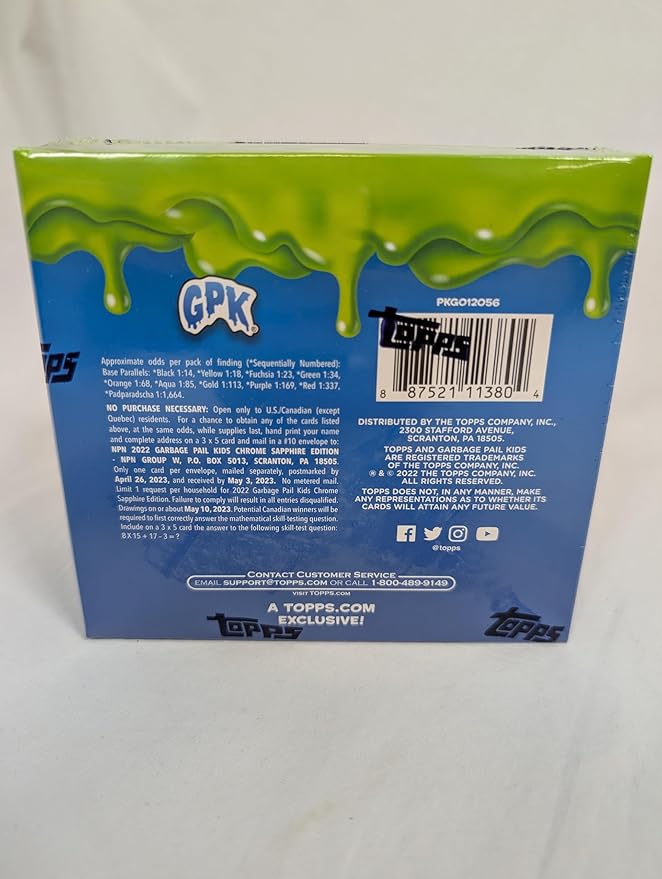 GPK
®
Approximate odds per pack of finding (*Sequentially Numbered):
Base Parallels: *Black 1:14, *Yellow 1:18, *Fuchsia 1:23, *Green 1:34,
*Orange 1:68, *Aqua 1:85, *Gold 1:113, *Purple 1:169, *Red 1:337,
*Padparadscha 1:1,664.
NO PURCHASE NECESSARY: Open only to U.S./Canadian (except
Quebec) residents. For a chance to obtain any of the cards listed
above, at the same odds, while supplies last, hand print your name
and complete address on a 3 x 5 card and mail in a #10 envelope to:
NPN 2022 GARBAGE PAIL KIDS CHROME SAPPHIRE EDITION
- NPN GROUP W, P.O. BOX 5013, SCRANTON, PA 18505.
Only one card per envelope, mailed separately, postmarked by
April 26, 2023, and received by May 3, 2023. No metered mail.
Limit 1 request per household for 2022 Garbage Pail Kids Chrome
Sapphire Edition. Failure to comply will result in all entries disqualified.
Drawings on or about May 10, 2023. Potential Canadian winners will be
required to first correctly answer the mathematical skill-testing question.
Include on a 3 x 5 card the answer to the following skill-test question:
8 X 15 + 17 - 3 = ?
PKG012056
Topps
8 87521 11380 4
DISTRIBUTED BY THE TOPPS COMPANY, INC.,
2300 STAFFORD AVENUE,
SCRANTON, PA 18505.
TOPPS AND GARBAGE PAIL KIDS
ARE REGISTERED TRADEMARKS
OF THE TOPPS COMPANY, INC.
® & © 2022 THE TOPPS COMPANY, INC.
ALL RIGHTS RESERVED.
TOPPS DOES NOT, IN ANY MANNER, MAKE
ANY REPRESENTATIONS AS TO WHETHER ITS
CARDS WILL ATTAIN ANY FUTURE VALUE.
@topps
CONTACT CUSTOMER SERVICE
EMAIL SUPPORT@TOPPS.COM OR CALL 1-800-489-9149
VISIT TOPPS.COM
A TOPPS.COM
EXCLUSIVE!
Topps
Topps
PS